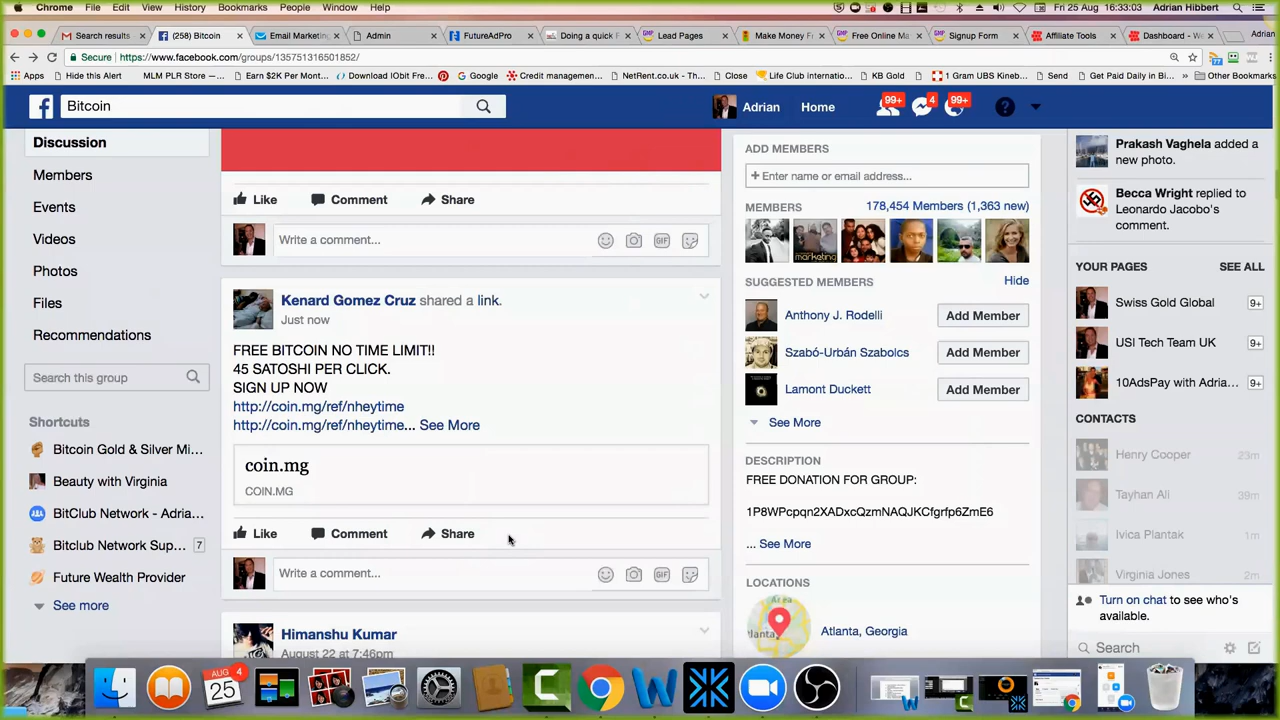 Chrome File Edit View History Bookmarks People Window Help Fri 25 Aug 16:33:03 Adrian Hibbert
Search results (258) Bitcoin Email Marketing Admin FutureAdPro Doing a quick F Lead Pages Make Money F Free Online Ma Signup Form Affiliate Tools Dashboard - We Adrian
Secure https://www.facebook.com/groups/135751316501852/
Apps Hide this Alert MLM PLR Store — Earn $2K Per Mont... Download IObit Fre... Google Credit managemen... NetRent.co.uk - Th... Close Life Club internatio... KB Gold 1 Gram UBS Kineb... Send Get Paid Daily in Bi... Other Bookmarks
Bitcoin
Adrian Home 99+ 4 99+ ?
Discussion
Members
Events
Videos
Photos
Files
Recommendations
Search this group
Shortcuts
Bitcoin Gold & Silver Mi...
Beauty with Virginia
BitClub Network - Adria...
Bitclub Network Sup... 7
Future Wealth Provider
See more
Like Comment Share
Write a comment... GIF
Kenard Gomez Cruz shared a link.
Just now
FREE BITCOIN NO TIME LIMIT!!
45 SATOSHI PER CLICK.
SIGN UP NOW
http://coin.mg/ref/nheytime
http://coin.mg/ref/nheytime... See More
coin.mg
COIN.MG
Like Comment Share
Write a comment... GIF
Himanshu Kumar
August 22 at 7:46pm
ADD MEMBERS
+ Enter name or email address...
MEMBERS 178,454 Members (1,363 new)
marketing
SUGGESTED MEMBERS Hide
Anthony J. Rodelli Add Member
Szabó-Urbán Szabolcs Add Member
Lamont Duckett Add Member
See More
DESCRIPTION
FREE DONATION FOR GROUP:
1P8WPcpqn2XADxcQzmNAQJKCfgrfp6ZmE6
... See More
LOCATIONS
Area
Atlanta,
Atlanta, Georgia
Prakash Vaghela added a
new photo.
Becca Wright replied to
Leonardo Jacobo's
comment.
YOUR PAGES SEE ALL
Swiss Gold Global 9+
USI Tech Team UK 9+
10AdsPay with Adria... 9+
CONTACTS
Henry Cooper 23m
Tayhan Ali 39m
Ivica Plantak 1m
Virginia Jones 2m
Turn on chat to see who's
available.
Search
AUG 4
25